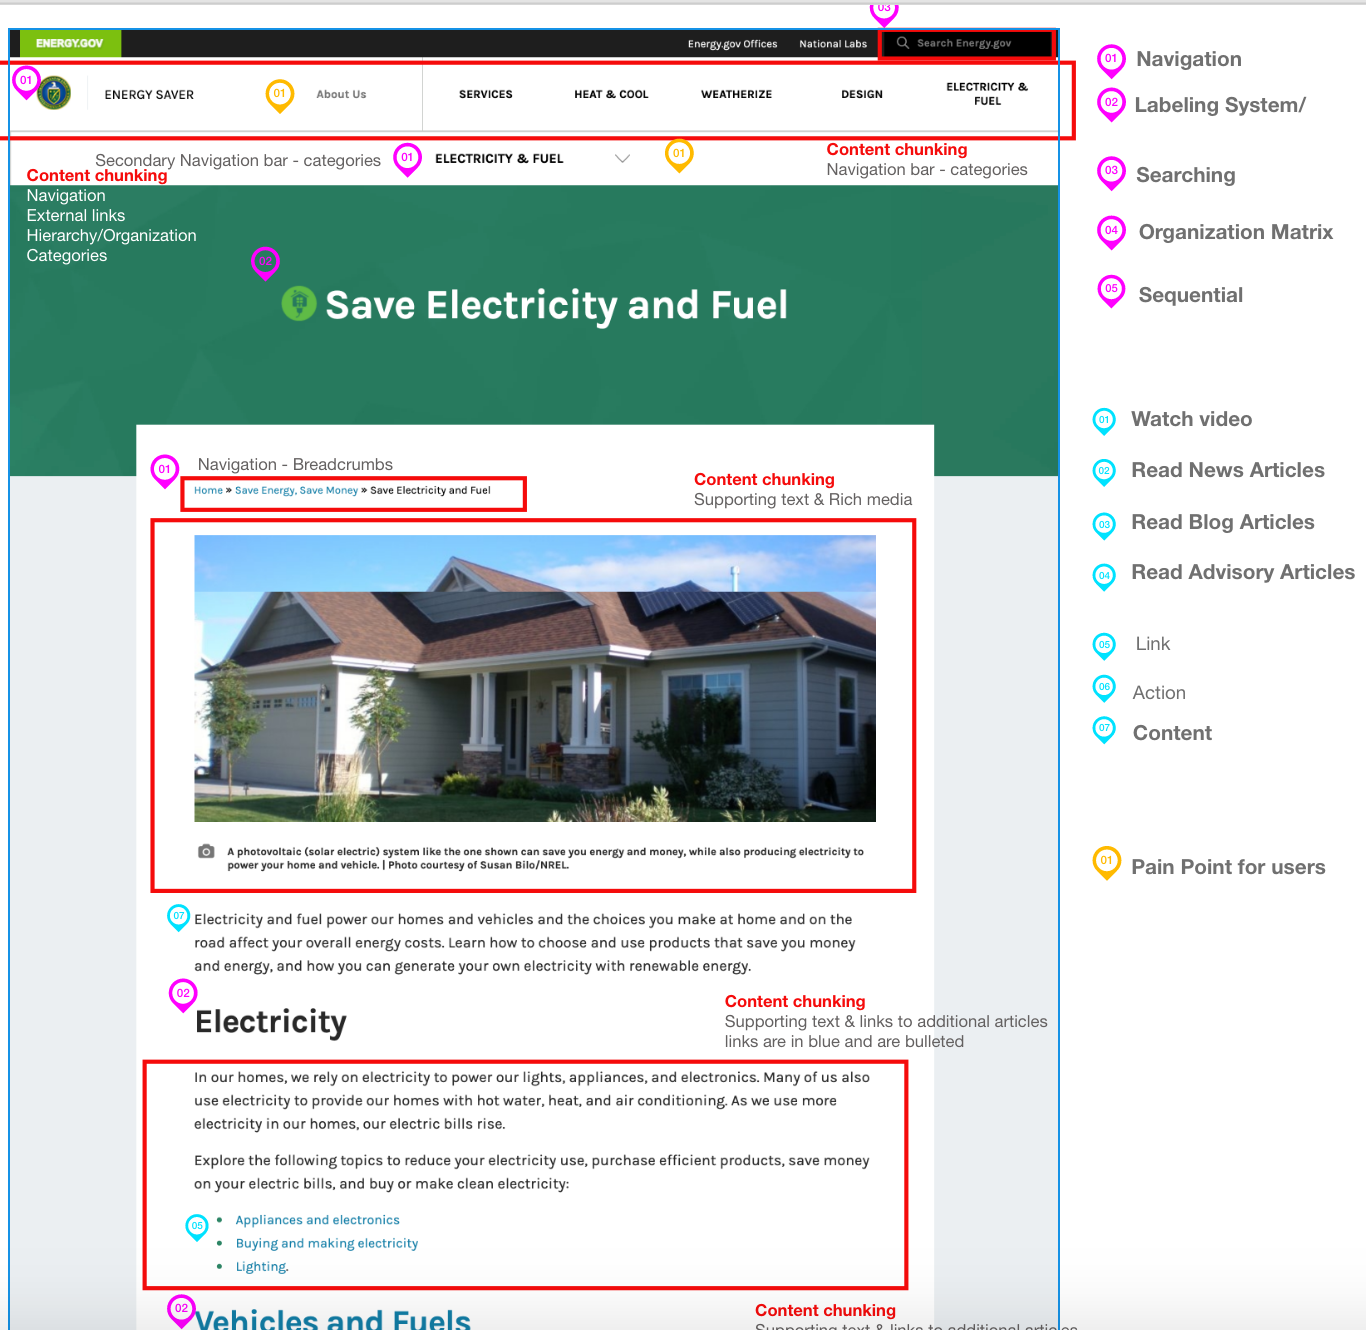 03
ENERGY.GOV
Energy.gov Offices
National Labs
Search Energy.gov
01
ENERGY SAVER
01
About Us
SERVICES
HEAT & COOL
WEATHERIZE
DESIGN
ELECTRICITY &
FUEL
Secondary Navigation bar - categories
01
ELECTRICITY & FUEL
01
Content chunking
Navigation bar - categories
Content chunking
Navigation
External links
Hierarchy/Organization
Categories
02
Save Electricity and Fuel
01
Navigation - Breadcrumbs
Home » Save Energy, Save Money » Save Electricity and Fuel
Content chunking
Supporting text & Rich media
A photovoltaic (solar electric) system like the one shown can save you energy and money, while also producing electricity to
power your home and vehicle. | Photo courtesy of Susan Bilo/NREL.
07
Electricity and fuel power our homes and vehicles and the choices you make at home and on the
road affect your overall energy costs. Learn how to choose and use products that save you money
and energy, and how you can generate your own electricity with renewable energy.
02
Electricity
Content chunking
Supporting text & links to additional articles
links are in blue and are bulleted
In our homes, we rely on electricity to power our lights, appliances, and electronics. Many of us also
use electricity to provide our homes with hot water, heat, and air conditioning. As we use more
electricity in our homes, our electric bills rise.
Explore the following topics to reduce your electricity use, purchase efficient products, save money
on your electric bills, and buy or make clean electricity:
05
• Appliances and electronics
• Buying and making electricity
• Lighting.
02
Vehicles and Fuels
Content chunking
Supporting text & links to additional articles
01 Navigation
02 Labeling System/
03 Searching
04 Organization Matrix
05 Sequential
01 Watch video
02 Read News Articles
03 Read Blog Articles
04 Read Advisory Articles
05 Link
06 Action
07 Content
01 Pain Point for users